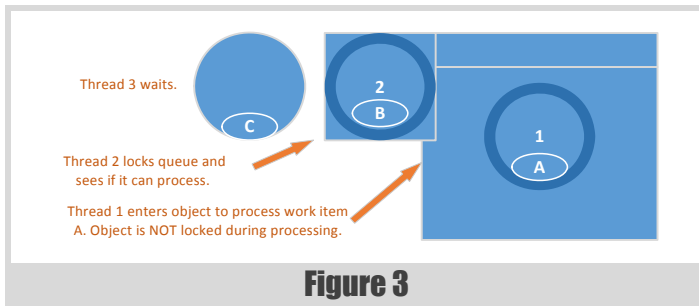 Thread 3 waits.
C
2
B
1
A
Thread 2 locks queue and
sees if it can process.
Thread 1 enters object to process work item
A. Object is NOT locked during processing.
Figure 3